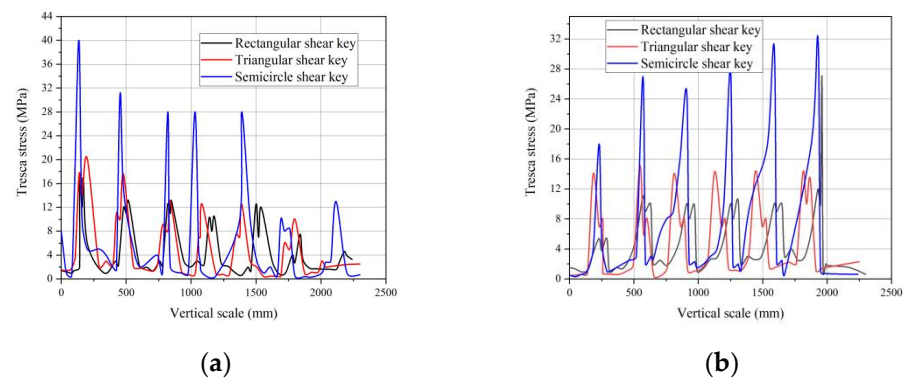 44
40
36
32
28
24
20
16
12
8
4
0
Tresca stress (MPa)
Rectangular shear key
Triangular shear key
Semicircle shear key
0 500 1000 1500 2000 2500
Vertical scale (mm)
(a)
32
28
24
20
16
12
8
4
0
Tresca stress (MPa)
Rectangular shear key
Triangular shear key
Semicircle shear key
0 500 1000 1500 2000 2500
Vertical scale (mm)
(b)